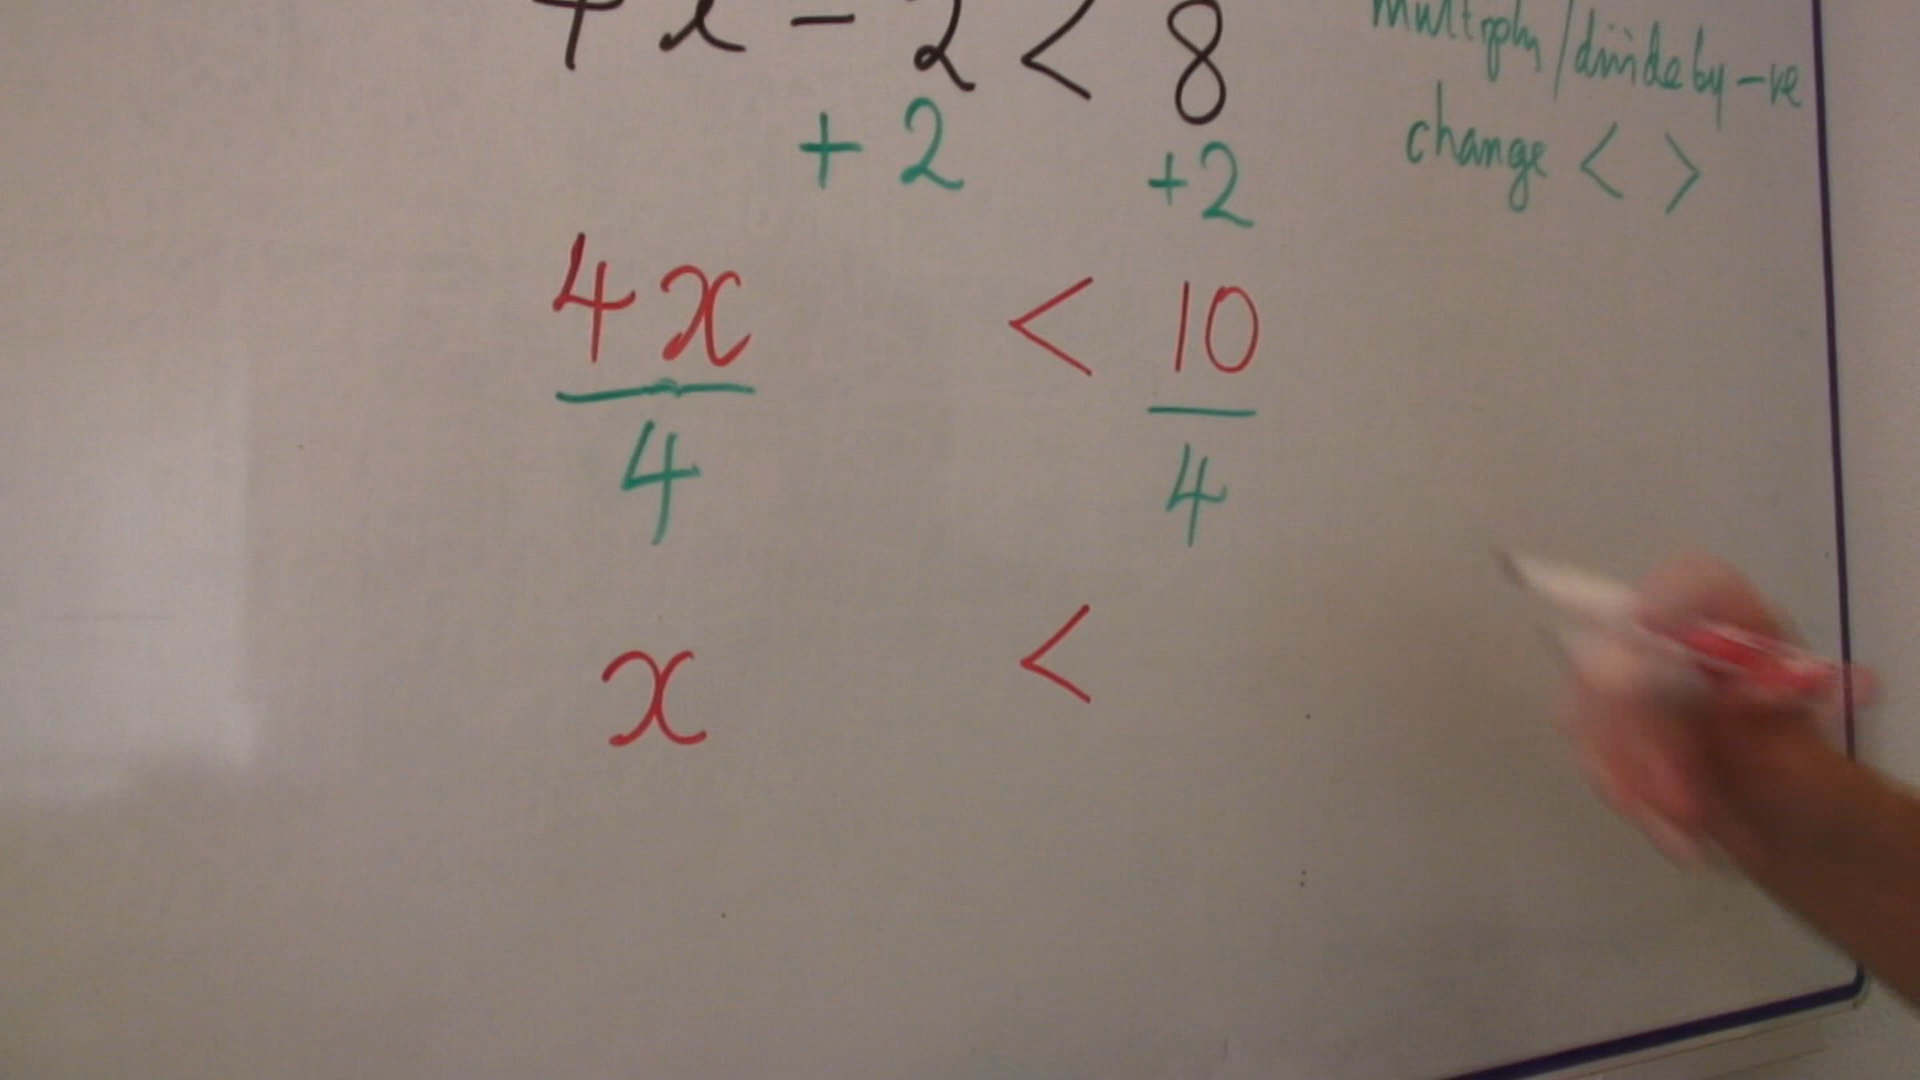 4x - 2 < 8
multiply/divide by -ve
change < >
+ 2 +2
4x < 10
4 4
x <